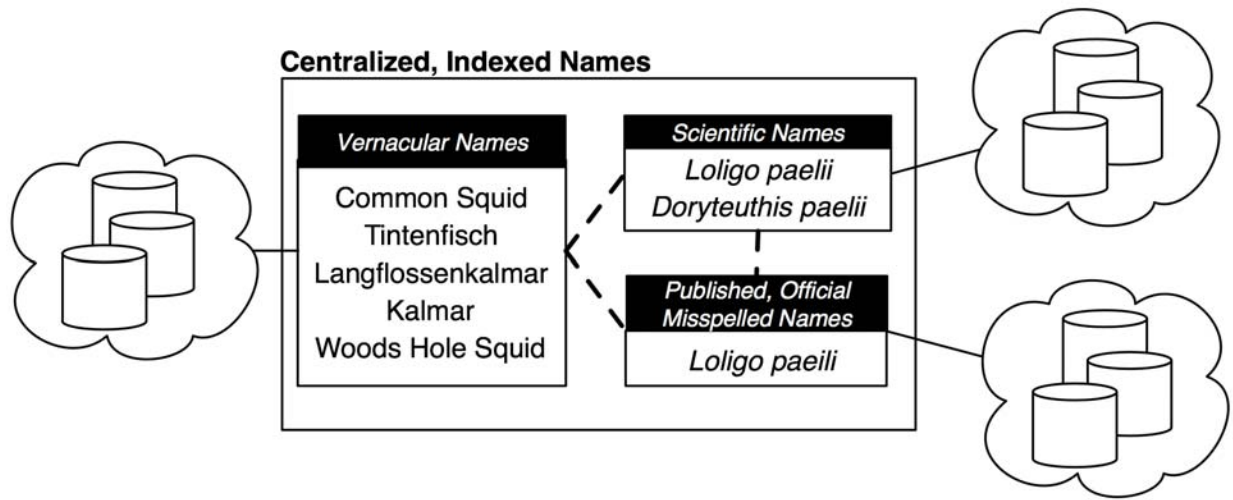 Centralized, Indexed Names
Vernacular Names
Common Squid
Tintenfisch
Langflossenkalmar
Kalmar
Woods Hole Squid
Scientific Names
Loligo paelii
Doryteuthis paelii
Published, Official
Misspelled Names
Loligo paeili